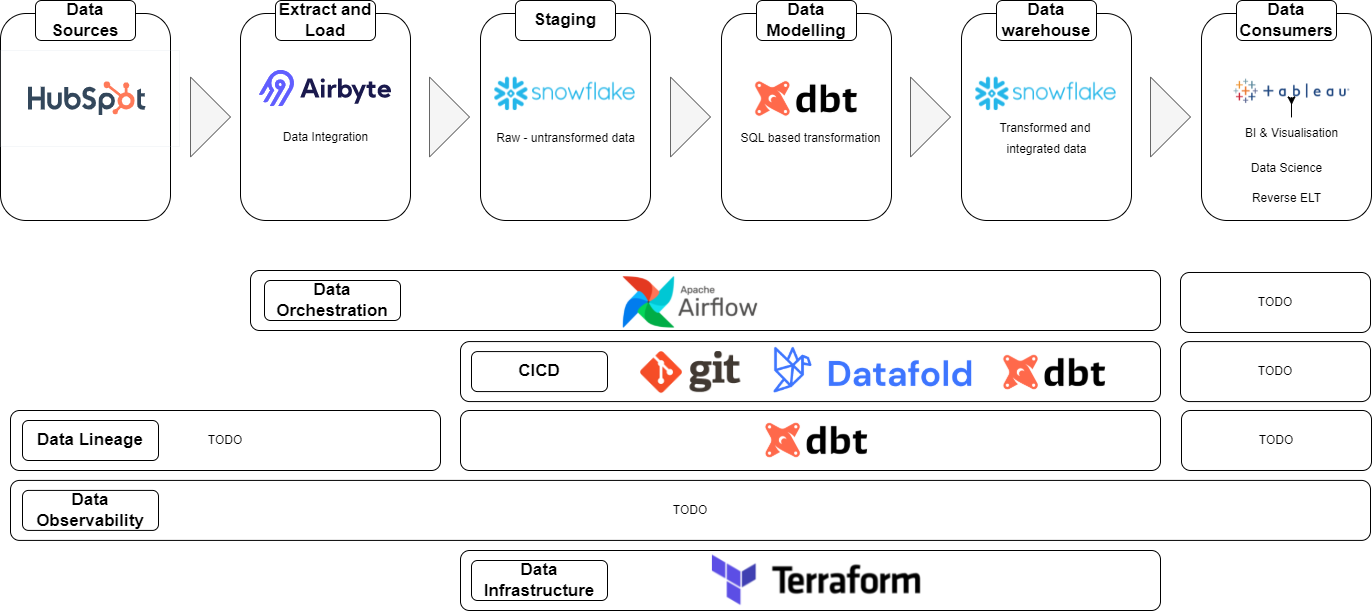 Data
Sources
Extract and
Load
Staging
Data
Modelling
Data
warehouse
Data
Consumers
HubSpot
Airbyte
Data Integration
snowflake
Raw - untransformed data
dbt
SQL based transformation
snowflake
Transformed and
integrated data
tableau
BI & Visualisation
Data Science
Reverse ELT
Data
Orchestration
Apache
Airflow
TODO
CICD
git
Datafold
dbt
TODO
Data Lineage
TODO
dbt
TODO
Data
Observability
TODO
Data
Infrastructure
Terraform